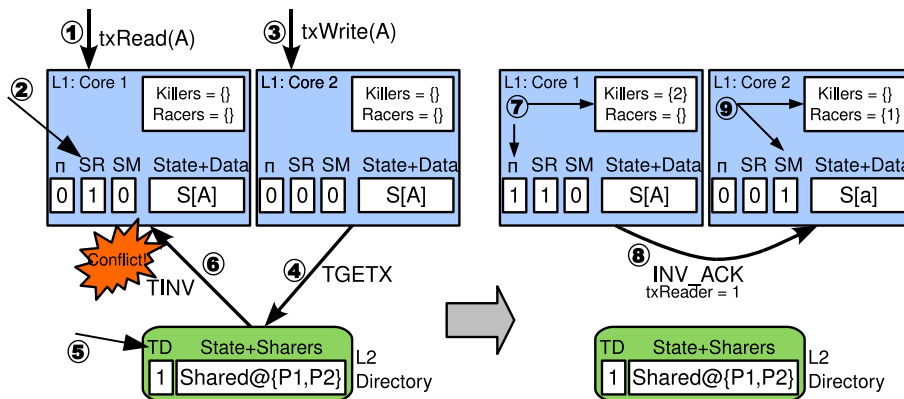 ① txRead(A)
③ txWrite(A)
L1: Core 1
Killers = {}
Racers = {}
②
п SR SM State+Data
0 1 0 S[A]
L1: Core 2
Killers = {}
Racers = {}
п SR SM State+Data
0 0 0 S[A]
Conflict!
TINV
⑥
④
TGETX
⑤
TD State+Sharers
1 Shared@{P1,P2}
L2
Directory
L1: Core 1
Killers = {2}
Racers = {}
⑦
п SR SM State+Data
1 1 0 S[A]
L1: Core 2
Killers = {}
Racers = {1}
⑨
п SR SM State+Data
0 0 1 S[a]
⑧
INV_ACK
txReader = 1
TD State+Sharers
1 Shared@{P1,P2}
L2
Directory